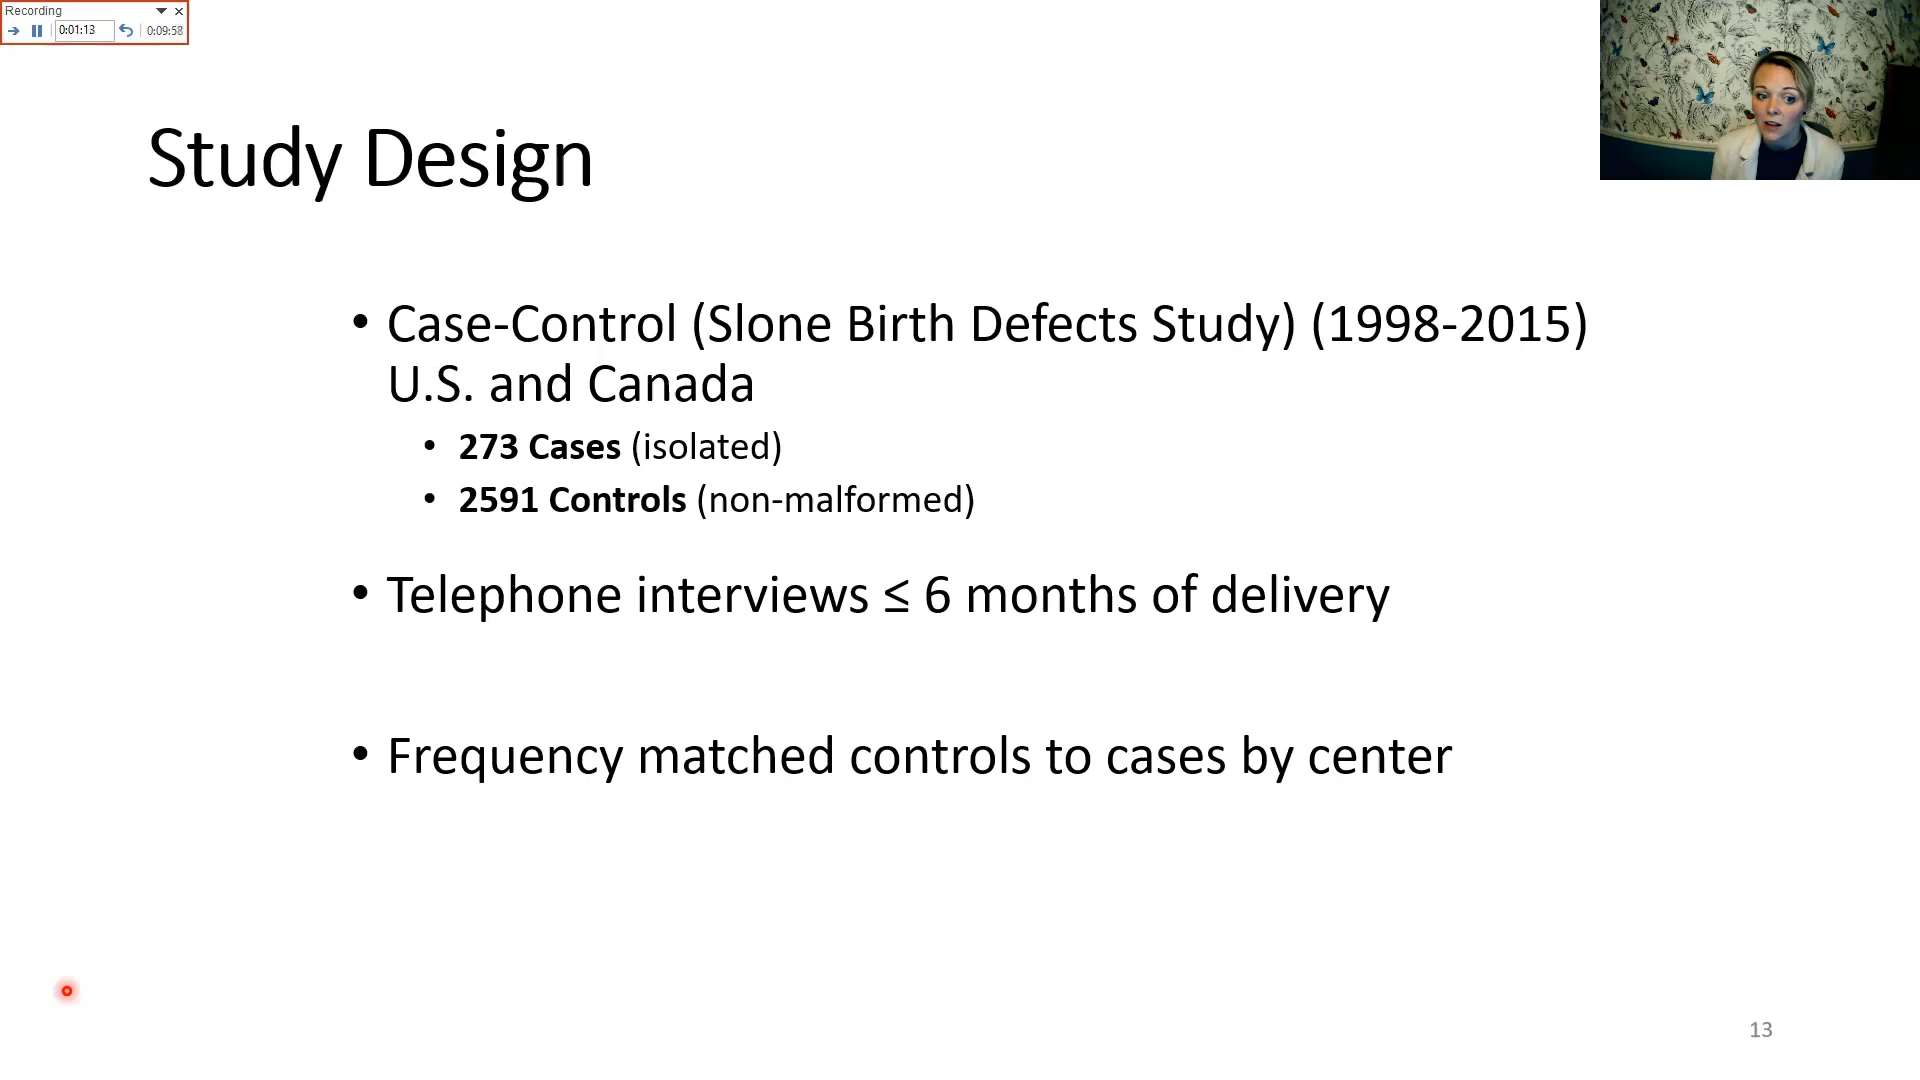 Recording
0:01:13
0:09:58
Study Design
• Case-Control (Slone Birth Defects Study) (1998-2015)
U.S. and Canada
• 273 Cases (isolated)
• 2591 Controls (non-malformed)
• Telephone interviews ≤ 6 months of delivery
• Frequency matched controls to cases by center
13